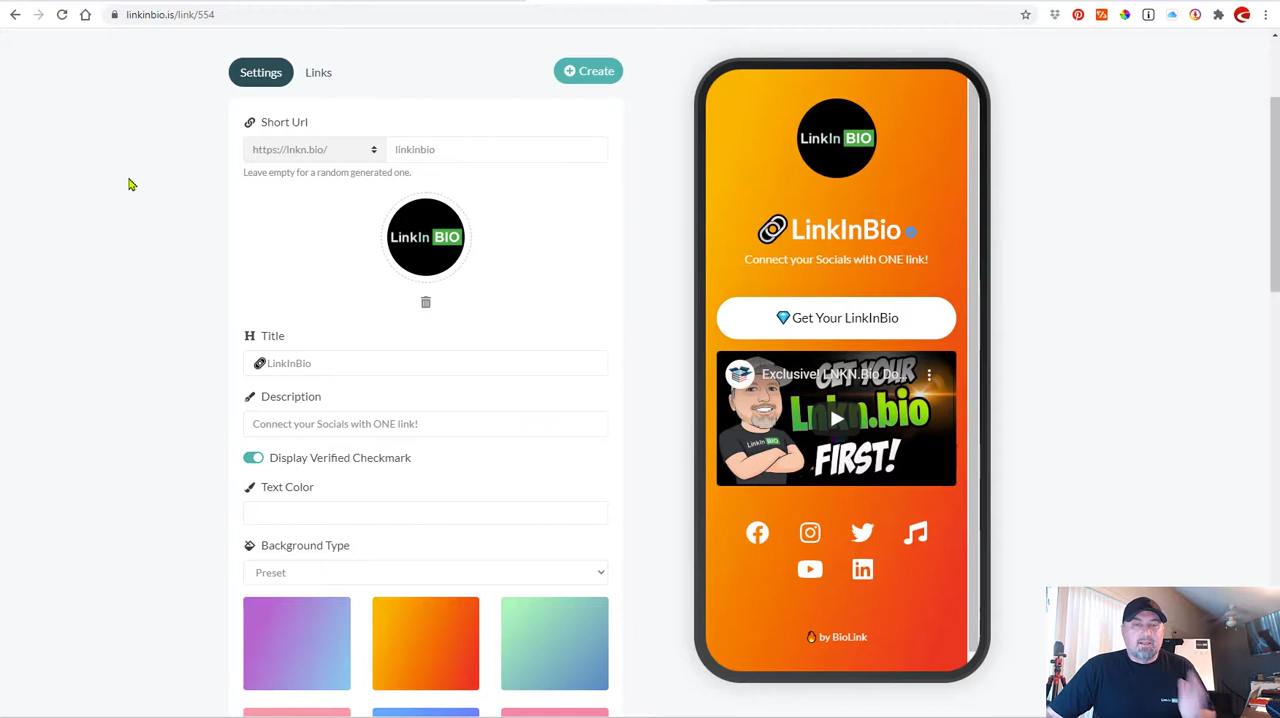 linkinbio.is/link/554
Settings
Links
Create
Short Url
https://lnkn.bio/
linkinbio
Leave empty for a random generated one.
LinkIn BIO
Title
LinkInBio
Description
Connect your Socials with ONE link!
Display Verified Checkmark
Text Color
Background Type
Preset
LinkIn BIO
LinkInBio
Connect your Socials with ONE link!
Get Your LinkInBio
Exclusive! LNKN.Bio Do...
GET YOUR
Lnkn.bio
FIRST!
LinkIn BIO
by BioLink